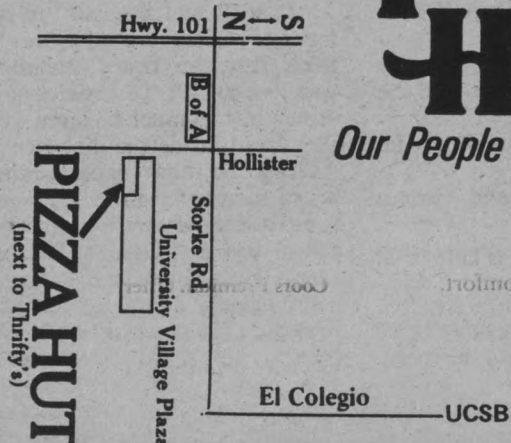 Hwy. 101
N ↔ S
B of A
Hollister
Our People
PIZZA HUT
(next to Thrifty's)
Storke Rd
University Village Plaza
El Colegio
UCSB